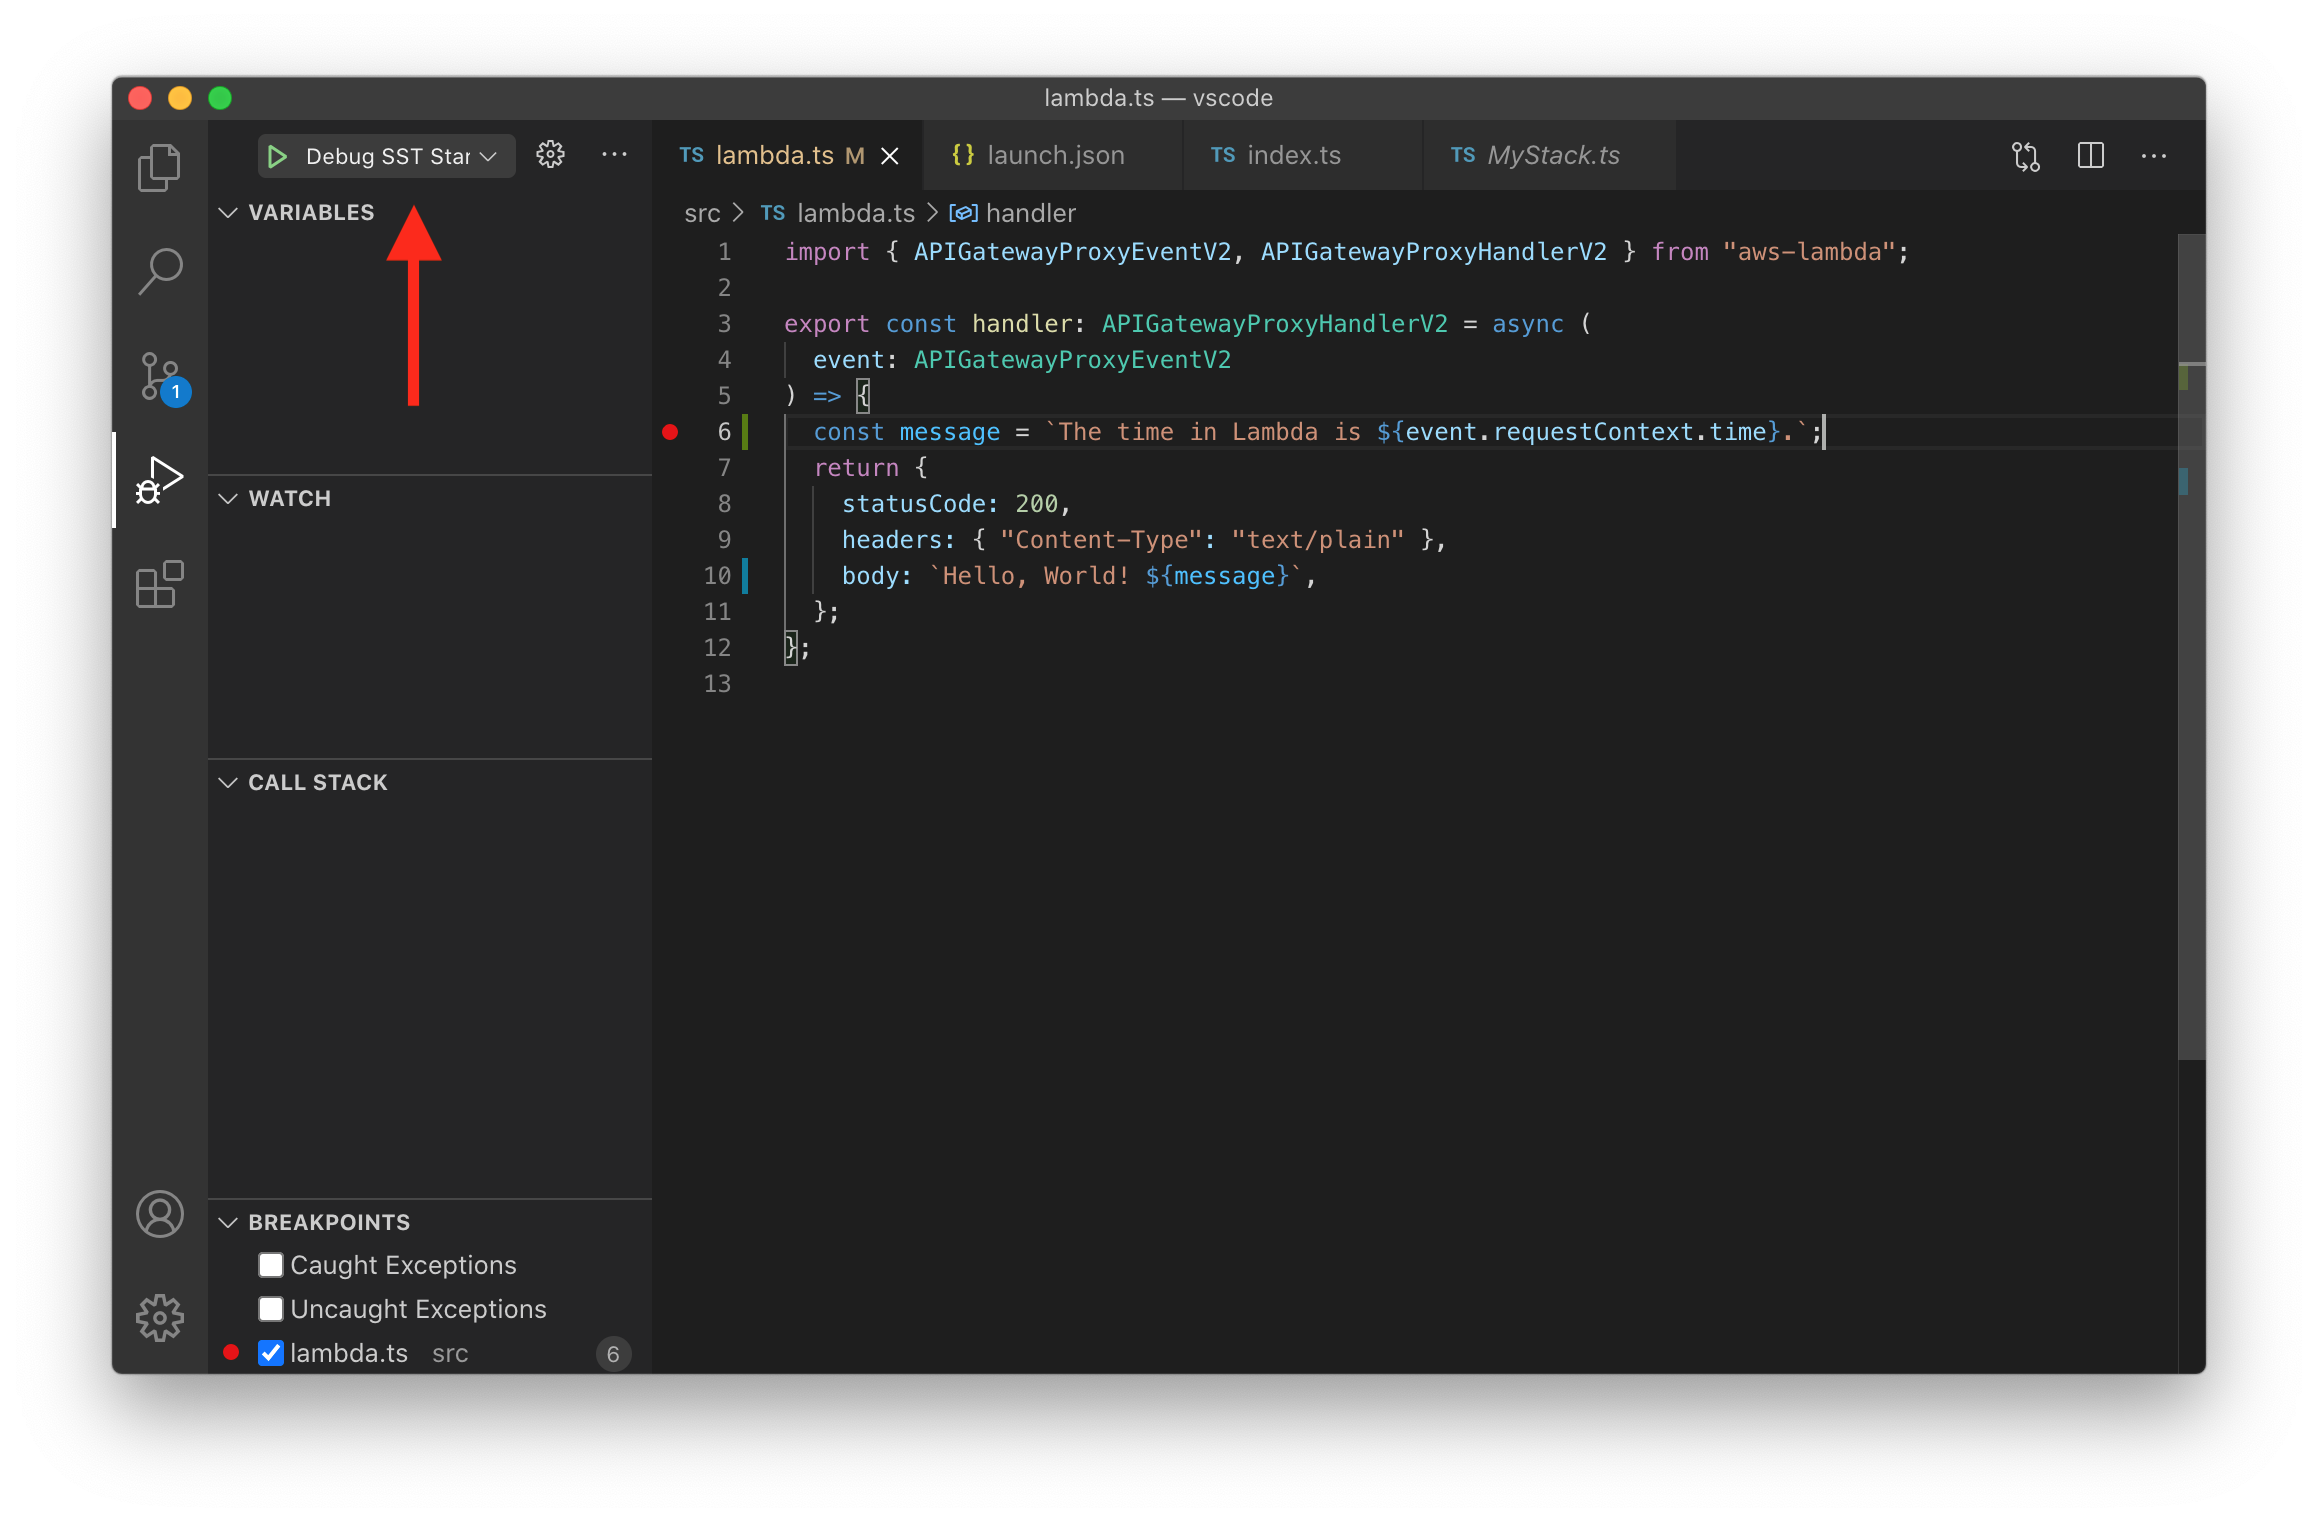 lambda.ts — vscode
Debug SST Star
VARIABLES
WATCH
CALL STACK
BREAKPOINTS
Caught Exceptions
Uncaught Exceptions
lambda.ts src 6
1
TS lambda.ts M
{} launch.json
TS index.ts
TS MyStack.ts
src > TS lambda.ts > handler
1 import { APIGatewayProxyEventV2, APIGatewayProxyHandlerV2 } from "aws-lambda";
2
3 export const handler: APIGatewayProxyHandlerV2 = async (
4 event: APIGatewayProxyEventV2
5 ) => {
6 const message = `The time in Lambda is ${event.requestContext.time}.`;
7 return {
8 statusCode: 200,
9 headers: { "Content-Type": "text/plain" },
10 body: `Hello, World! ${message}`,
11 };
12 };
13